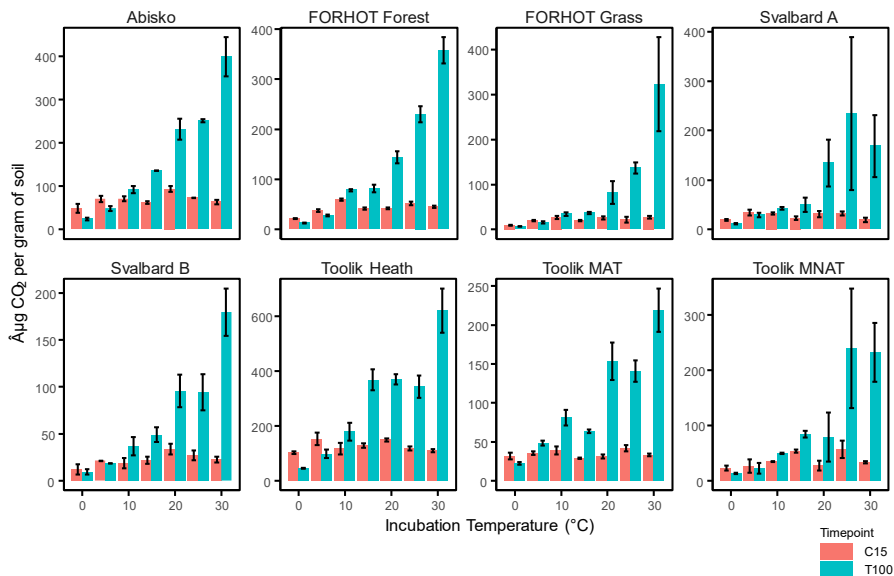 Abisko
FORHOT Forest
FORHOT Grass
Svalbard A
400
300
200
100
0
400
300
200
100
0
400
300
200
100
0
400
300
200
100
0
Svalbard B
Toolik Heath
Toolik MAT
Toolik MNAT
200
150
100
50
0
600
400
200
0
250
200
150
100
50
0
300
200
100
0
0 10 20 30
0 10 20 30
0 10 20 30
0 10 20 30
Âµg CO₂ per gram of soil
Incubation Temperature (°C)
Timepoint
C15
T100